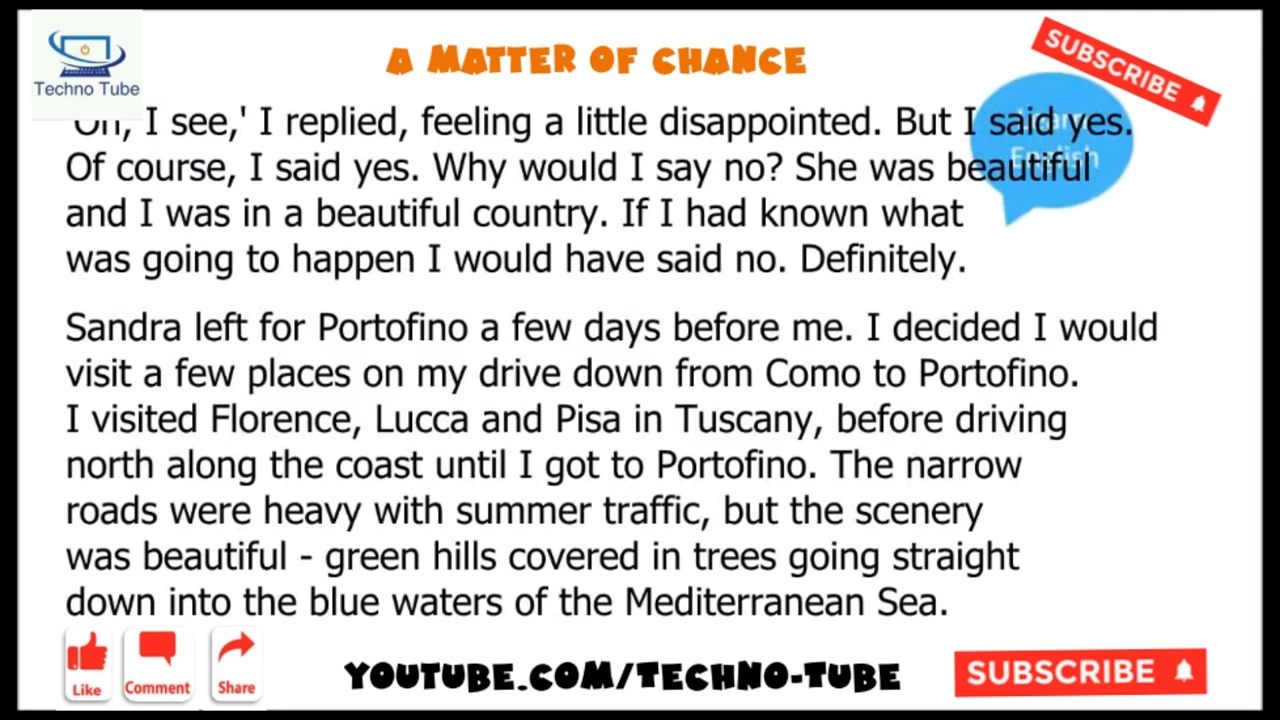 Techno Tube
A MATTER OF CHANCE
SUBSCRIBE
'Oh, I see,' I replied, feeling a little disappointed. But I said yes.
Of course, I said yes. Why would I say no? She was beautiful
and I was in a beautiful country. If I had known what
was going to happen I would have said no. Definitely.
Learn
English
Sandra left for Portofino a few days before me. I decided I would
visit a few places on my drive down from Como to Portofino.
I visited Florence, Lucca and Pisa in Tuscany, before driving
north along the coast until I got to Portofino. The narrow
roads were heavy with summer traffic, but the scenery
was beautiful - green hills covered in trees going straight
down into the blue waters of the Mediterranean Sea.
Like
Comment
Share
YOUTUBE.COM/TECHNO-TUBE
SUBSCRIBE